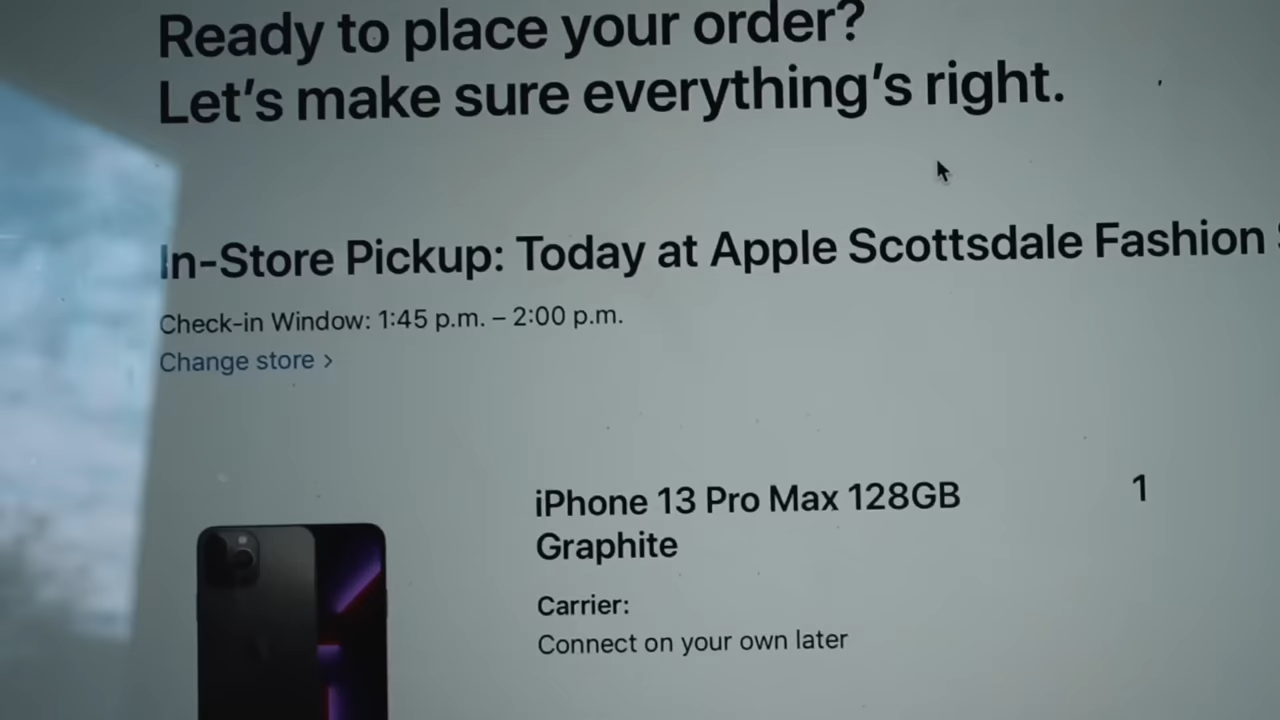 Ready to place your order?
Let's make sure everything's right.
In-Store Pickup: Today at Apple Scottsdale Fashion
Check-in Window: 1:45 p.m. – 2:00 p.m.
Change store >
iPhone 13 Pro Max 128GB
1
Graphite
Carrier:
Connect on your own later